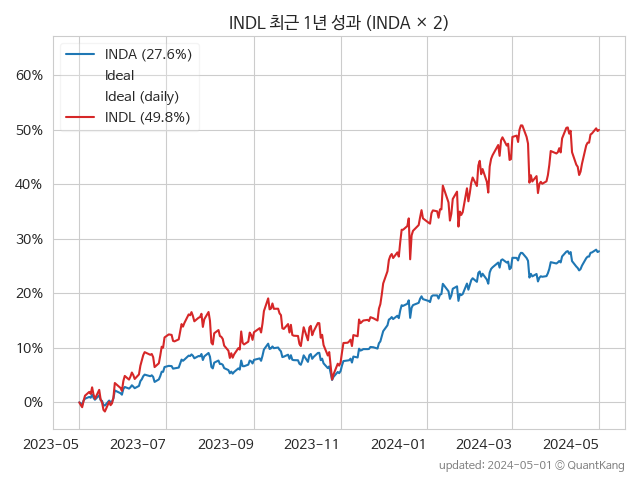 INDL 최근 1년 성과 (INDA × 2)
INDA (27.6%)
Ideal
Ideal (daily)
INDL (49.8%)
60%
50%
40%
30%
20%
10%
0%
2023-05 2023-07 2023-09 2023-11 2024-01 2024-03 2024-05
updated: 2024-05-01 © QuantKang